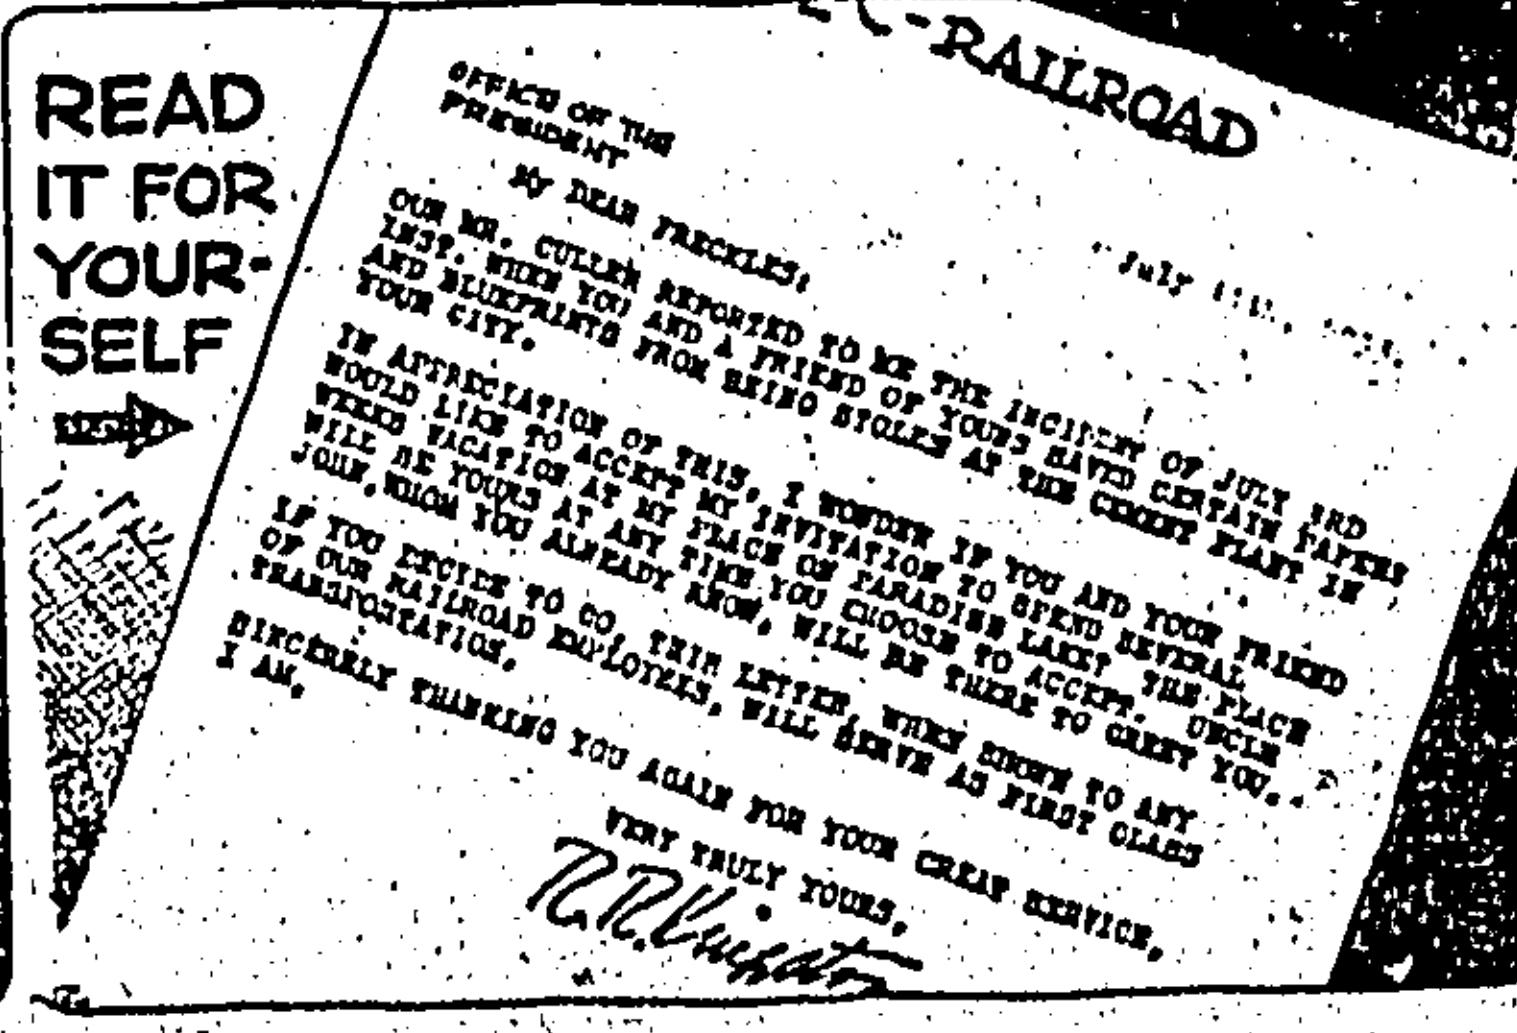 READ
IT FOR
YOUR-
SELF
-RAILROAD
OFFICE OF THE
PRESIDENT
July
My DEAR FRECKLES:
OUR MR. CULLEN REPORTED TO ME THE INCIDENT OF JULY 3RD
INST. WHEN YOU AND A FRIEND OF YOURS SAVED CERTAIN PAPERS
AND BLUEPRINTS FROM BEING STOLEN AT THE CEMENT PLANT IN
YOUR CITY.
IN APPRECIATION OF THIS, I WONDER IF YOU AND YOUR FRIEND
WOULD LIKE TO ACCEPT MY INVITATION TO SPEND SEVERAL
WEEKS VACATION AT MY PLACE ON PARADISE LAKE? THE PLACE
WILL BE YOURS AT ANY TIME YOU CHOOSE TO ACCEPT. UNCLE
JOHN, WHOM YOU ALREADY KNOW, WILL BE THERE TO GREET YOU.
IF YOU DECIDE TO GO, THIS LETTER, WHEN SHOWN TO ANY
OF OUR RAILROAD EMPLOYEES, WILL SERVE AS FIRST CLASS
TRANSPORTATION.
SINCERELY THANKING YOU AGAIN FOR YOUR GREAT SERVICE,
I AM,
VERY TRULY YOURS,
R.R. Knight